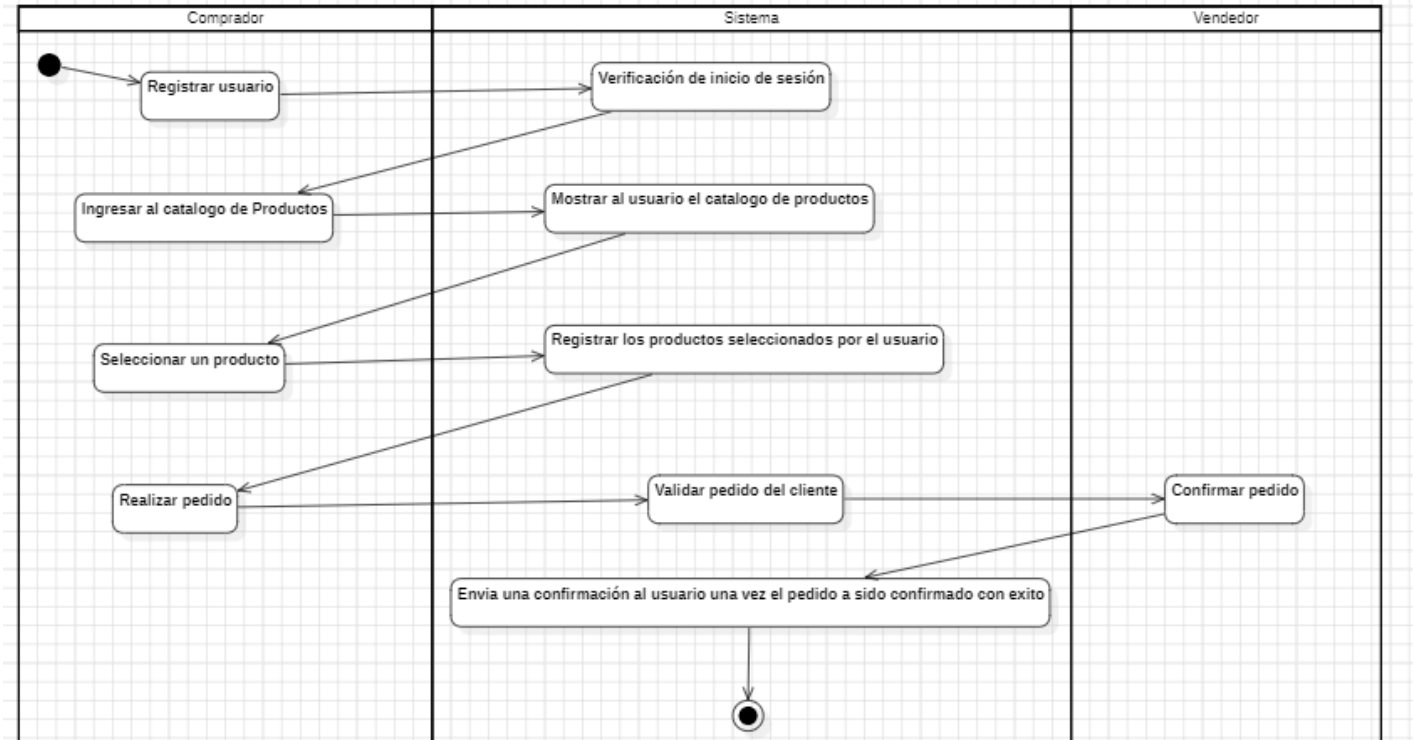 Comprador
Sistema
Vendedor
Registrar usuario
Verificación de inicio de sesión
Ingresar al catalogo de Productos
Mostrar al usuario el catalogo de productos
Seleccionar un producto
Registrar los productos seleccionados por el usuario
Realizar pedido
Validar pedido del cliente
Confirmar pedido
Envia una confirmación al usuario una vez el pedido a sido confirmado con exito